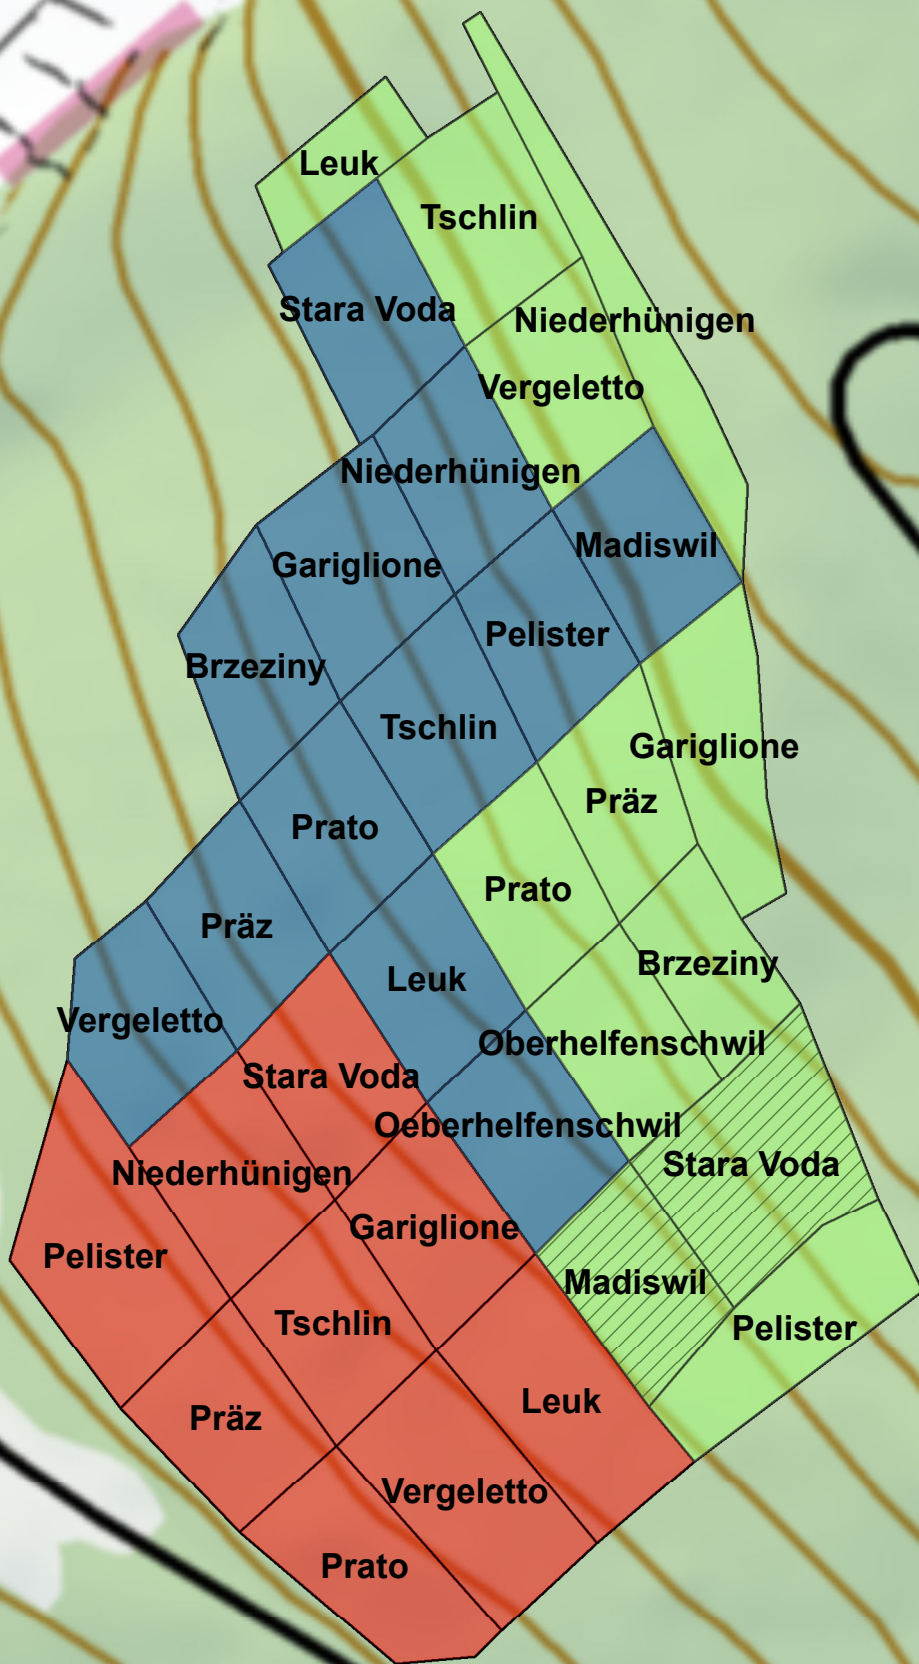 Leuk
Tschlin
Stara Voda
Niederhünigen
Vergeletto
Niederhünigen
Madiswil
Gariglione
Pelister
Brzeziny
Tschlin
Gariglione
Präz
Prato
Prato
Präz
Brzeziny
Leuk
Vergeletto
Oberhelfenschwil
Stara Voda
Oeberhelfenschwil
Stara Voda
Niederhünigen
Gariglione
Pelister
Madiswil
Tschlin
Pelister
Leuk
Präz
Vergeletto
Prato